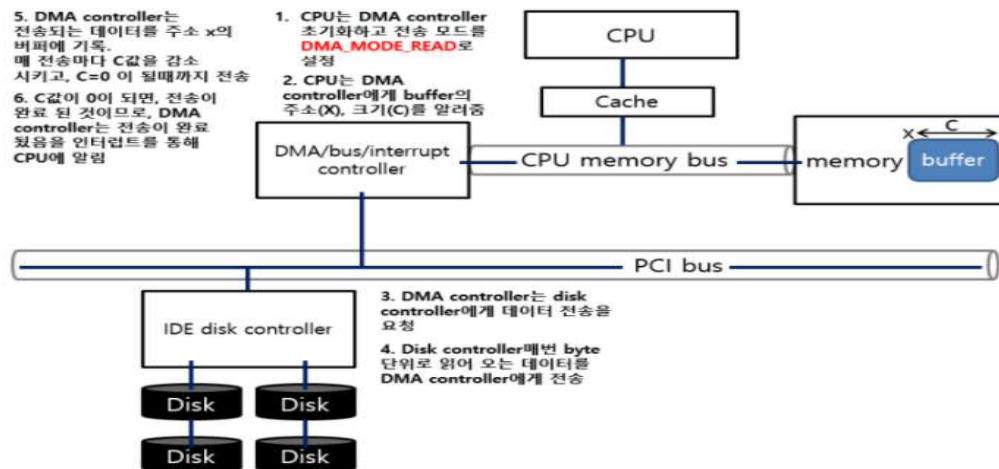 5. DMA controller는
전송되는 데이터를 주소 x의
버퍼에 기록.
매 전송마다 C값을 감소
시키고, C=0 이 될때까지 전송
6. C값이 0이 되면, 전송이
완료 된 것이므로, DMA
controller는 전송이 완료
됬음을 인터럽트를 통해
CPU에 알림
1. CPU는 DMA controller
초기화하고 전송 모드를
DMA_MODE_READ로
설정
2. CPU는 DMA
controller에게 buffer의
주소(X), 크기(C)를 알려줌
CPU
Cache
DMA/bus/interrupt
controller
CPU memory bus
memory
X
C
buffer
PCI bus
IDE disk controller
3. DMA controller는 disk
controller에게 데이터 전송을
요청
4. Disk controller매번 byte
단위로 읽어 오는 데이터를
DMA controller에게 전송
Disk
Disk
Disk
Disk